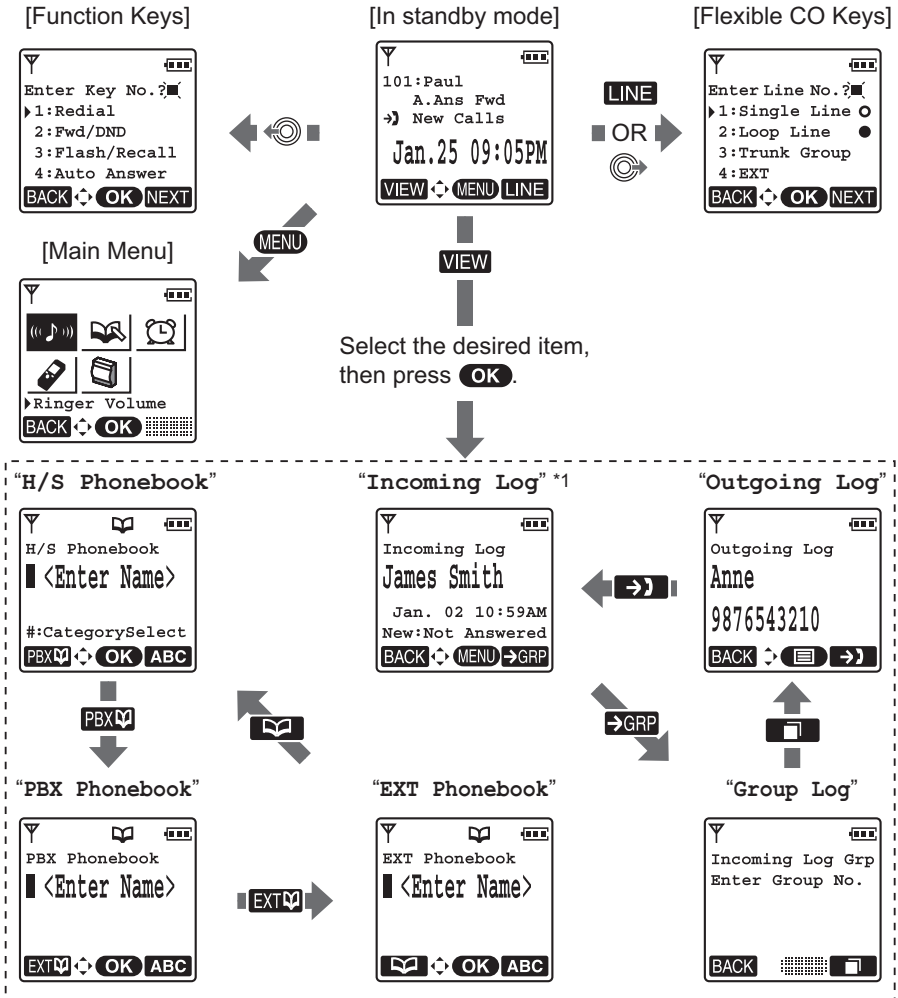 [Function Keys]
[In standby mode]
[Flexible CO Keys]
Enter Key No.?
1:Redial
2:Fwd/DND
3:Flash/Recall
4:Auto Answer
BACK OK NEXT
101:Paul
A.Ans Fwd
New Calls
Jan.25 09:05PM
VIEW MENU LINE
LINE
OR
Enter Line No.?
1:Single Line
2:Loop Line
3:Trunk Group
4:EXT
BACK OK NEXT
MENU
VIEW
[Main Menu]
Ringer Volume
BACK OK
Select the desired item,
then press OK.
“H/S Phonebook”
“Incoming Log” *1
“Outgoing Log”
H/S Phonebook
<Enter Name>
#:CategorySelect
PBX OK ABC
Incoming Log
James Smith
Jan. 02 10:59AM
New:Not Answered
BACK MENU →GRP
Outgoing Log
Anne
9876543210
BACK
PBX
→GRP
“PBX Phonebook”
“EXT Phonebook”
“Group Log”
PBX Phonebook
<Enter Name>
EXT OK ABC
EXT
EXT Phonebook
<Enter Name>
OK ABC
Incoming Log Grp
Enter Group No.
BACK